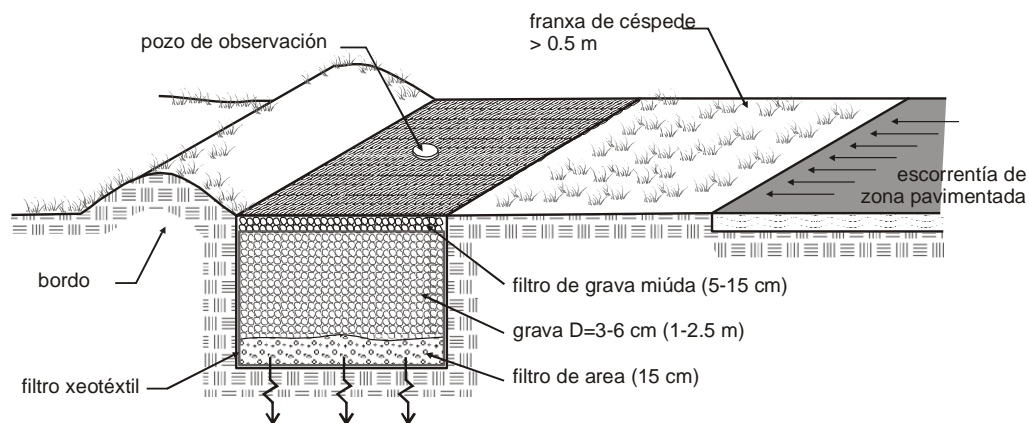 pozo de observación
franxa de céspede
> 0.5 m
escorrentía de
zona pavimentada
bordo
filtro de grava miúda (5-15 cm)
grava D=3-6 cm (1-2.5 m)
filtro xeotéxtil
filtro de area (15 cm)